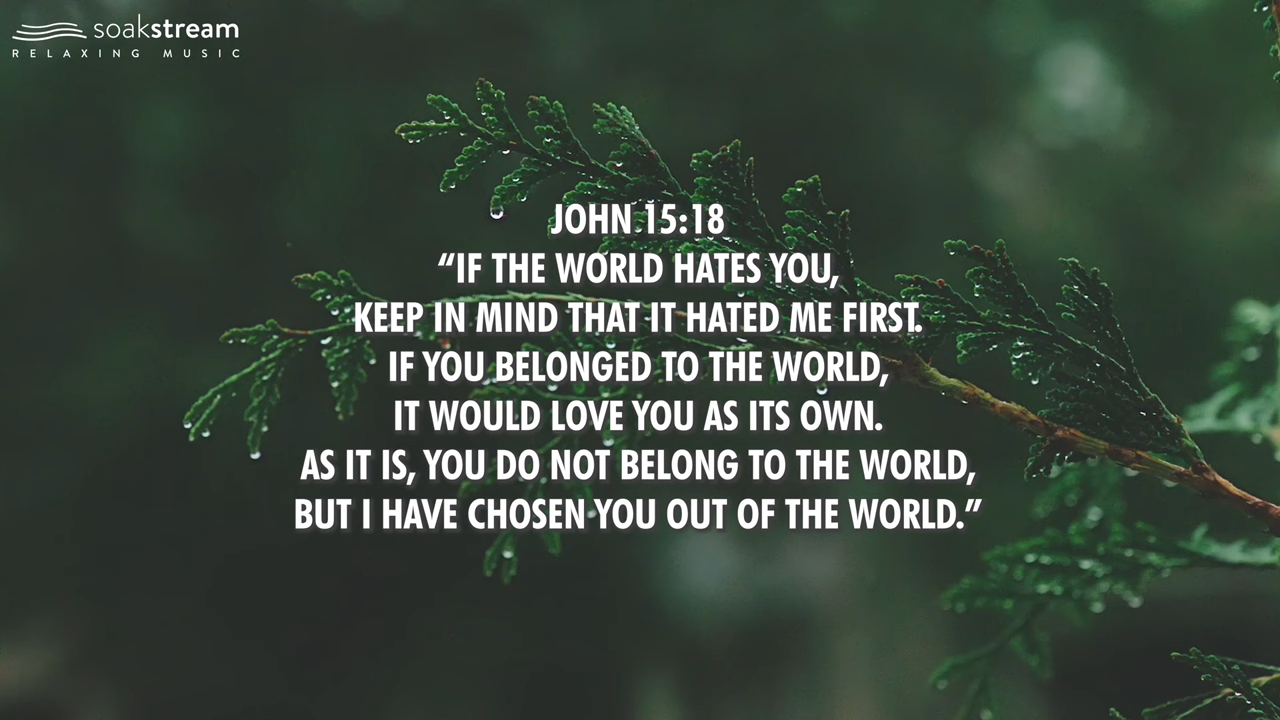 soakstream
RELAXING MUSIC
JOHN 15:18
“IF THE WORLD HATES YOU,
KEEP IN MIND THAT IT HATED ME FIRST.
IF YOU BELONGED TO THE WORLD,
IT WOULD LOVE YOU AS ITS OWN.
AS IT IS, YOU DO NOT BELONG TO THE WORLD,
BUT I HAVE CHOSEN YOU OUT OF THE WORLD.”